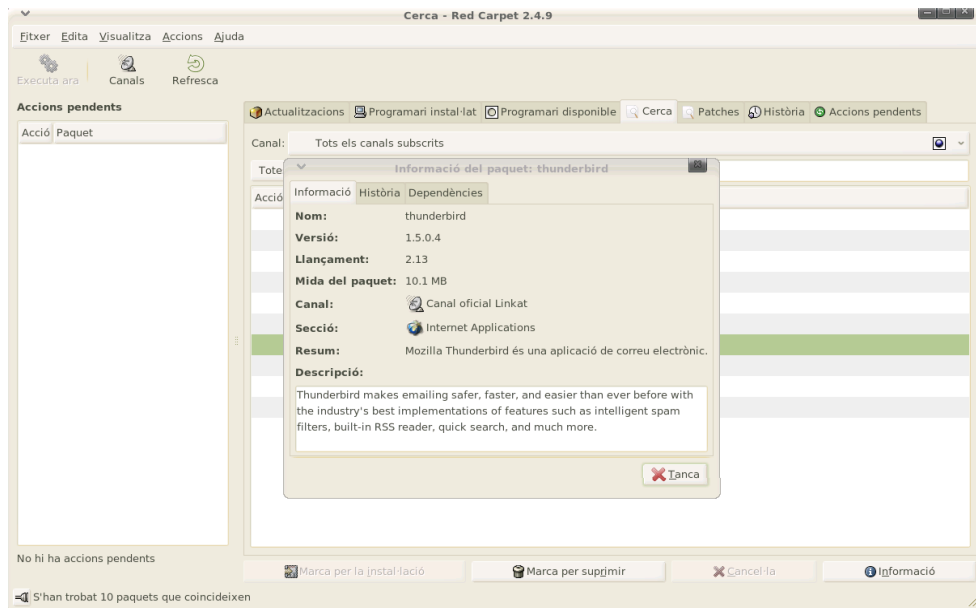 Cerca - Red Carpet 2.4.9
Fitxer Edita Visualitza Accions Ajuda
Executa ara Canals Refresca
Accions pendents
Acció Paquet
No hi ha accions pendents
Actualitzacions Programari instal·lat Programari disponible Cerca Patches Història Accions pendents
Canal: Tots els canals subscrits
Tote
Acció
Informació del paquet: thunderbird
Informació Història Dependències
Nom: thunderbird
Versió: 1.5.0.4
Llançament: 2.13
Mida del paquet: 10.1 MB
Canal: Canal oficial Linkat
Secció: Internet Applications
Resum: Mozilla Thunderbird és una aplicació de correu electrònic.
Descripció:
Thunderbird makes emailing safer, faster, and easier than ever before with
the industry's best implementations of features such as intelligent spam
filters, built-in RSS reader, quick search, and much more.
Tanca
Marca per la instal·lació Marca per suprimir Cancel·la Informació
S'han trobat 10 paquets que coincideixen